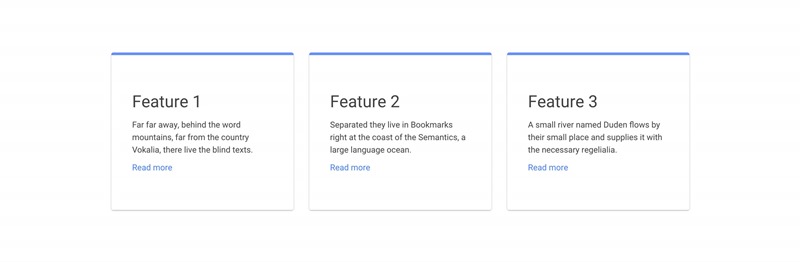 Feature 1
Far far away, behind the word
mountains, far from the country
Vokalia, there live the blind texts.
Read more
Feature 2
Separated they live in Bookmarks
right at the coast of the Semantics, a
large language ocean.
Read more
Feature 3
A small river named Duden flows by
their small place and supplies it with
the necessary regelialia.
Read more